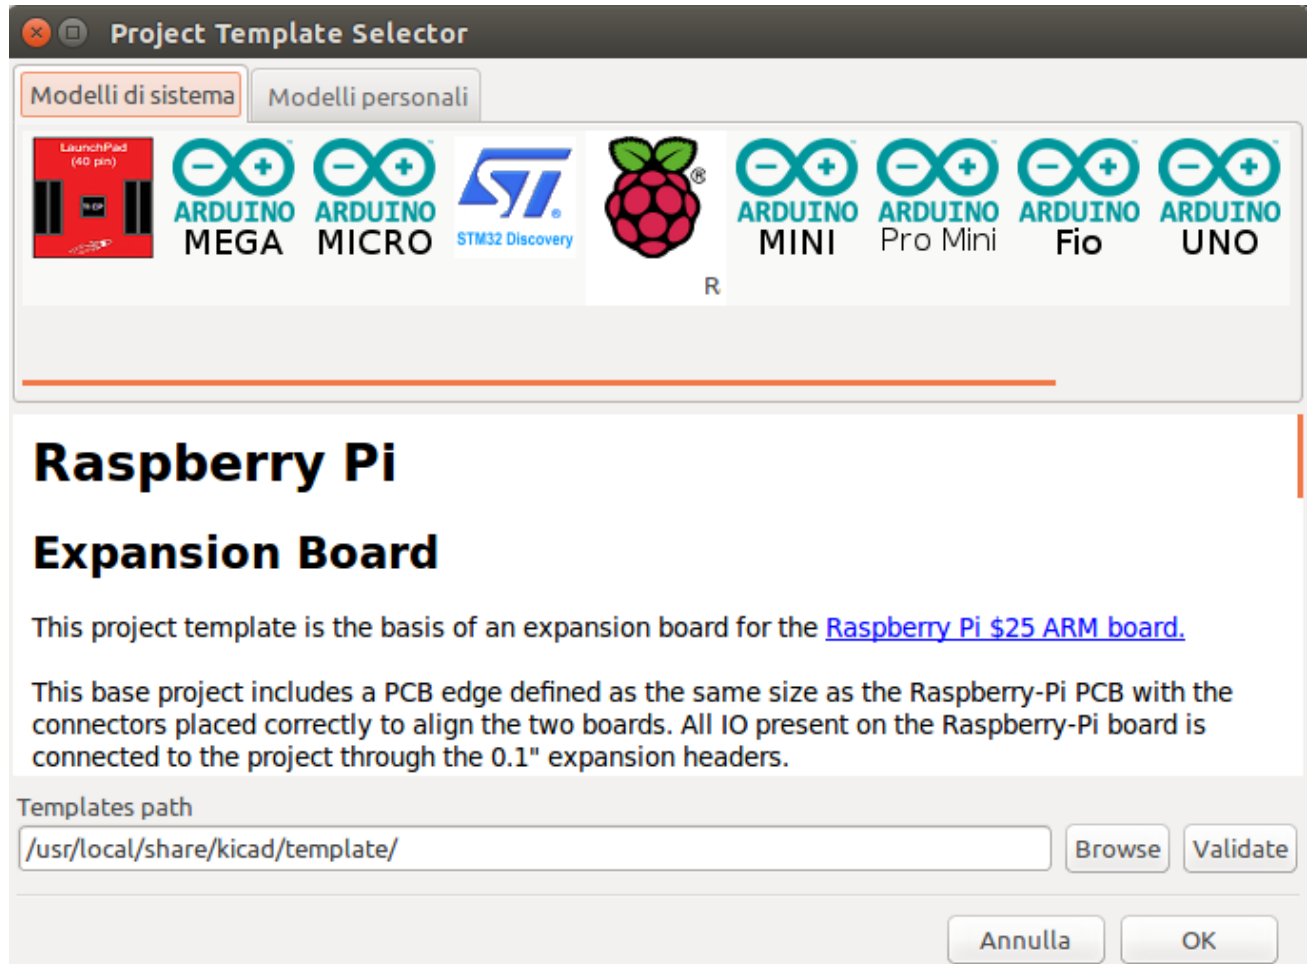 Project Template Selector
Modelli di sistema Modelli personali
LaunchPad
(40 pin)
ARDUINO MEGA
ARDUINO MICRO
STM32 Discovery
®
R
ARDUINO MINI
ARDUINO Pro Mini
ARDUINO Fio
ARDUINO UNO
Raspberry Pi
Expansion Board
This project template is the basis of an expansion board for the Raspberry Pi $25 ARM board.
This base project includes a PCB edge defined as the same size as the Raspberry-Pi PCB with the
connectors placed correctly to align the two boards. All IO present on the Raspberry-Pi board is
connected to the project through the 0.1" expansion headers.
Templates path
/usr/local/share/kicad/template/ Browse Validate
Annulla OK